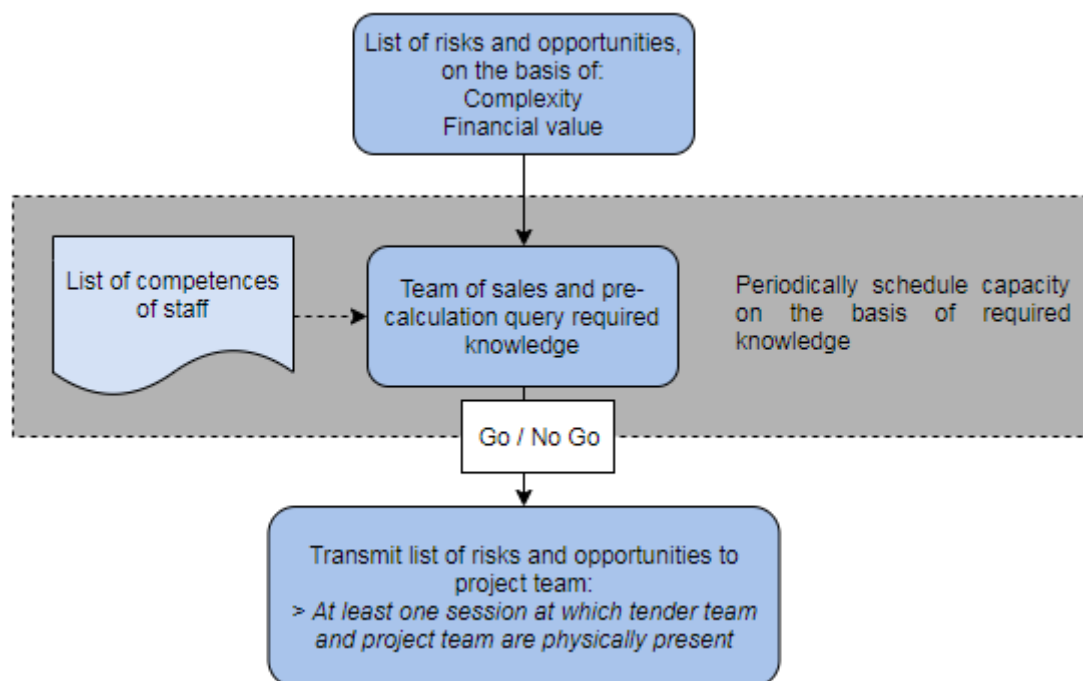 List of risks and opportunities,
on the basis of:
Complexity
Financial value
List of competences
of staff
Team of sales and pre-
calculation query required
knowledge
Periodically schedule capacity
on the basis of required
knowledge
Go / No Go
Transmit list of risks and opportunities to
project team:
> At least one session at which tender team
and project team are physically present